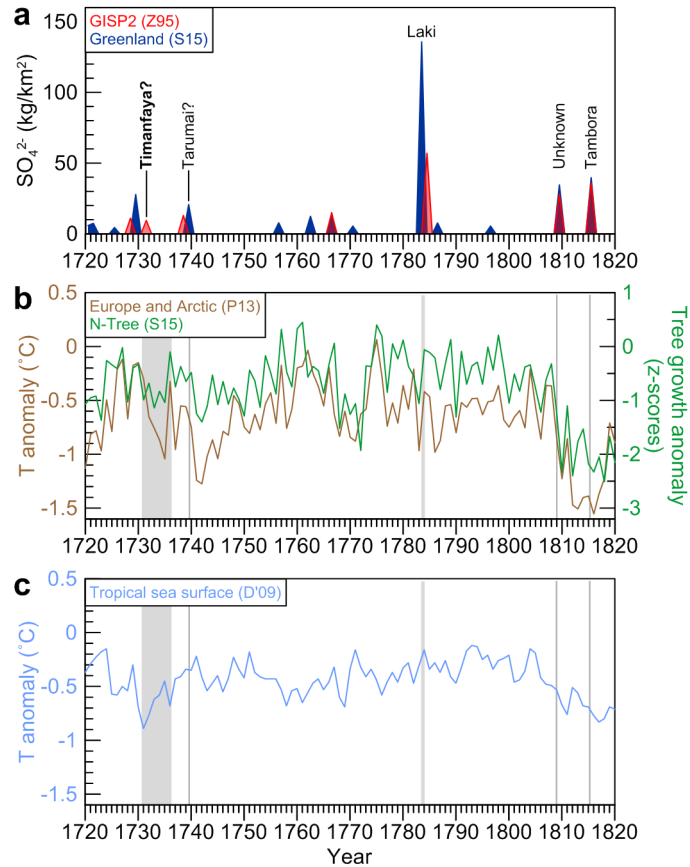 a
GISP2 (Z95)
Greenland (S15)
SO₄²⁻ (kg/km²)
150
100
50
0
Timanfaya?
Tarumai?
Laki
Unknown
Tambora
1720 1730 1740 1750 1760 1770 1780 1790 1800 1810 1820
b
Europe and Arctic (P13)
N-Tree (S15)
T anomaly (°C)
0.5
0
-0.5
-1
-1.5
1
0
-1
-2
-3
Tree growth anomaly
(z-scores)
1720 1730 1740 1750 1760 1770 1780 1790 1800 1810 1820
c
Tropical sea surface (D'09)
T anomaly (°C)
0.5
0
-0.5
-1
-1.5
1720 1730 1740 1750 1760 1770 1780 1790 1800 1810 1820
Year